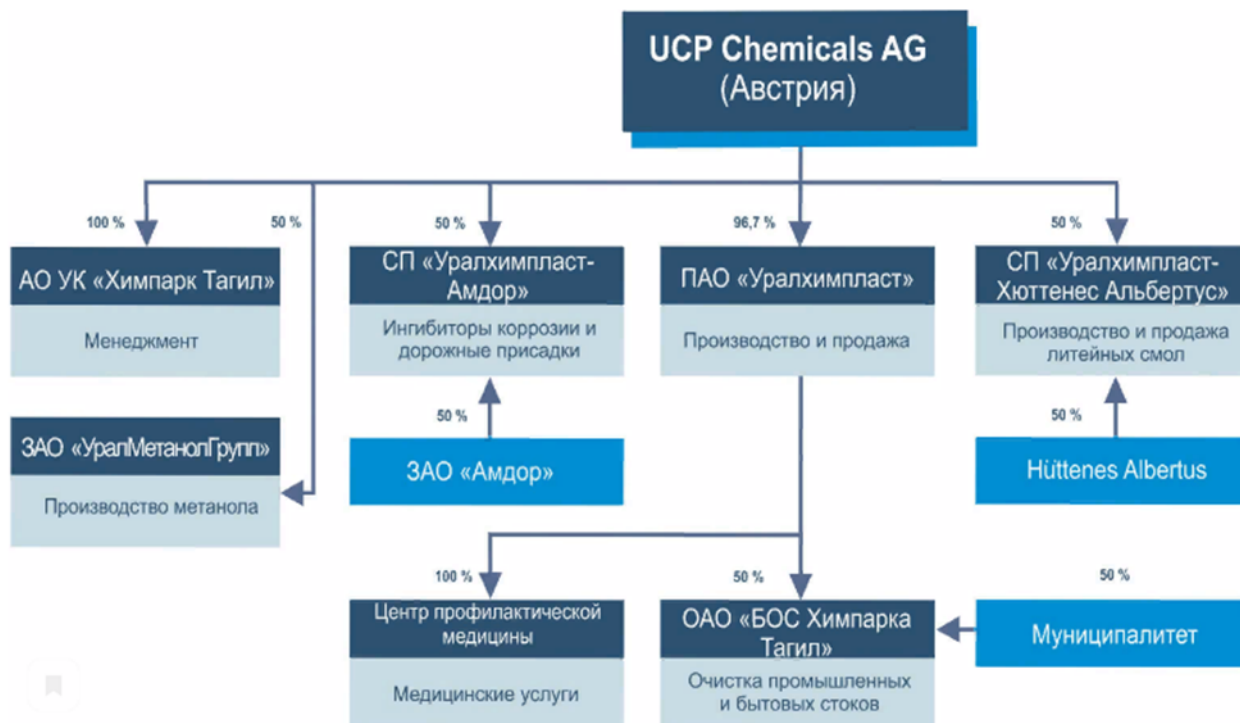 UCP Chemicals AG
(Австрия)
100 %
50 %
50 %
96,7 %
50 %
АО УК «Химпарк Тагил»
Менеджмент
СП «Уралхимпласт-
Амдор»
Ингибиторы коррозии и
дорожные присадки
ПАО «Уралхимпласт»
Производство и продажа
СП «Уралхимпласт-
Хюттенес Альбертус»
Производство и продажа
литейных смол
50 %
50 %
ЗАО «УралМетанолГрупп»
Производство метанола
ЗАО «Амдор»
Hüttenes Albertus
100 %
50 %
50 %
Центр профилактической
медицины
Медицинские услуги
ОАО «БОС Химпарка
Тагил»
Очистка промышленных
и бытовых стоков
Муниципалитет